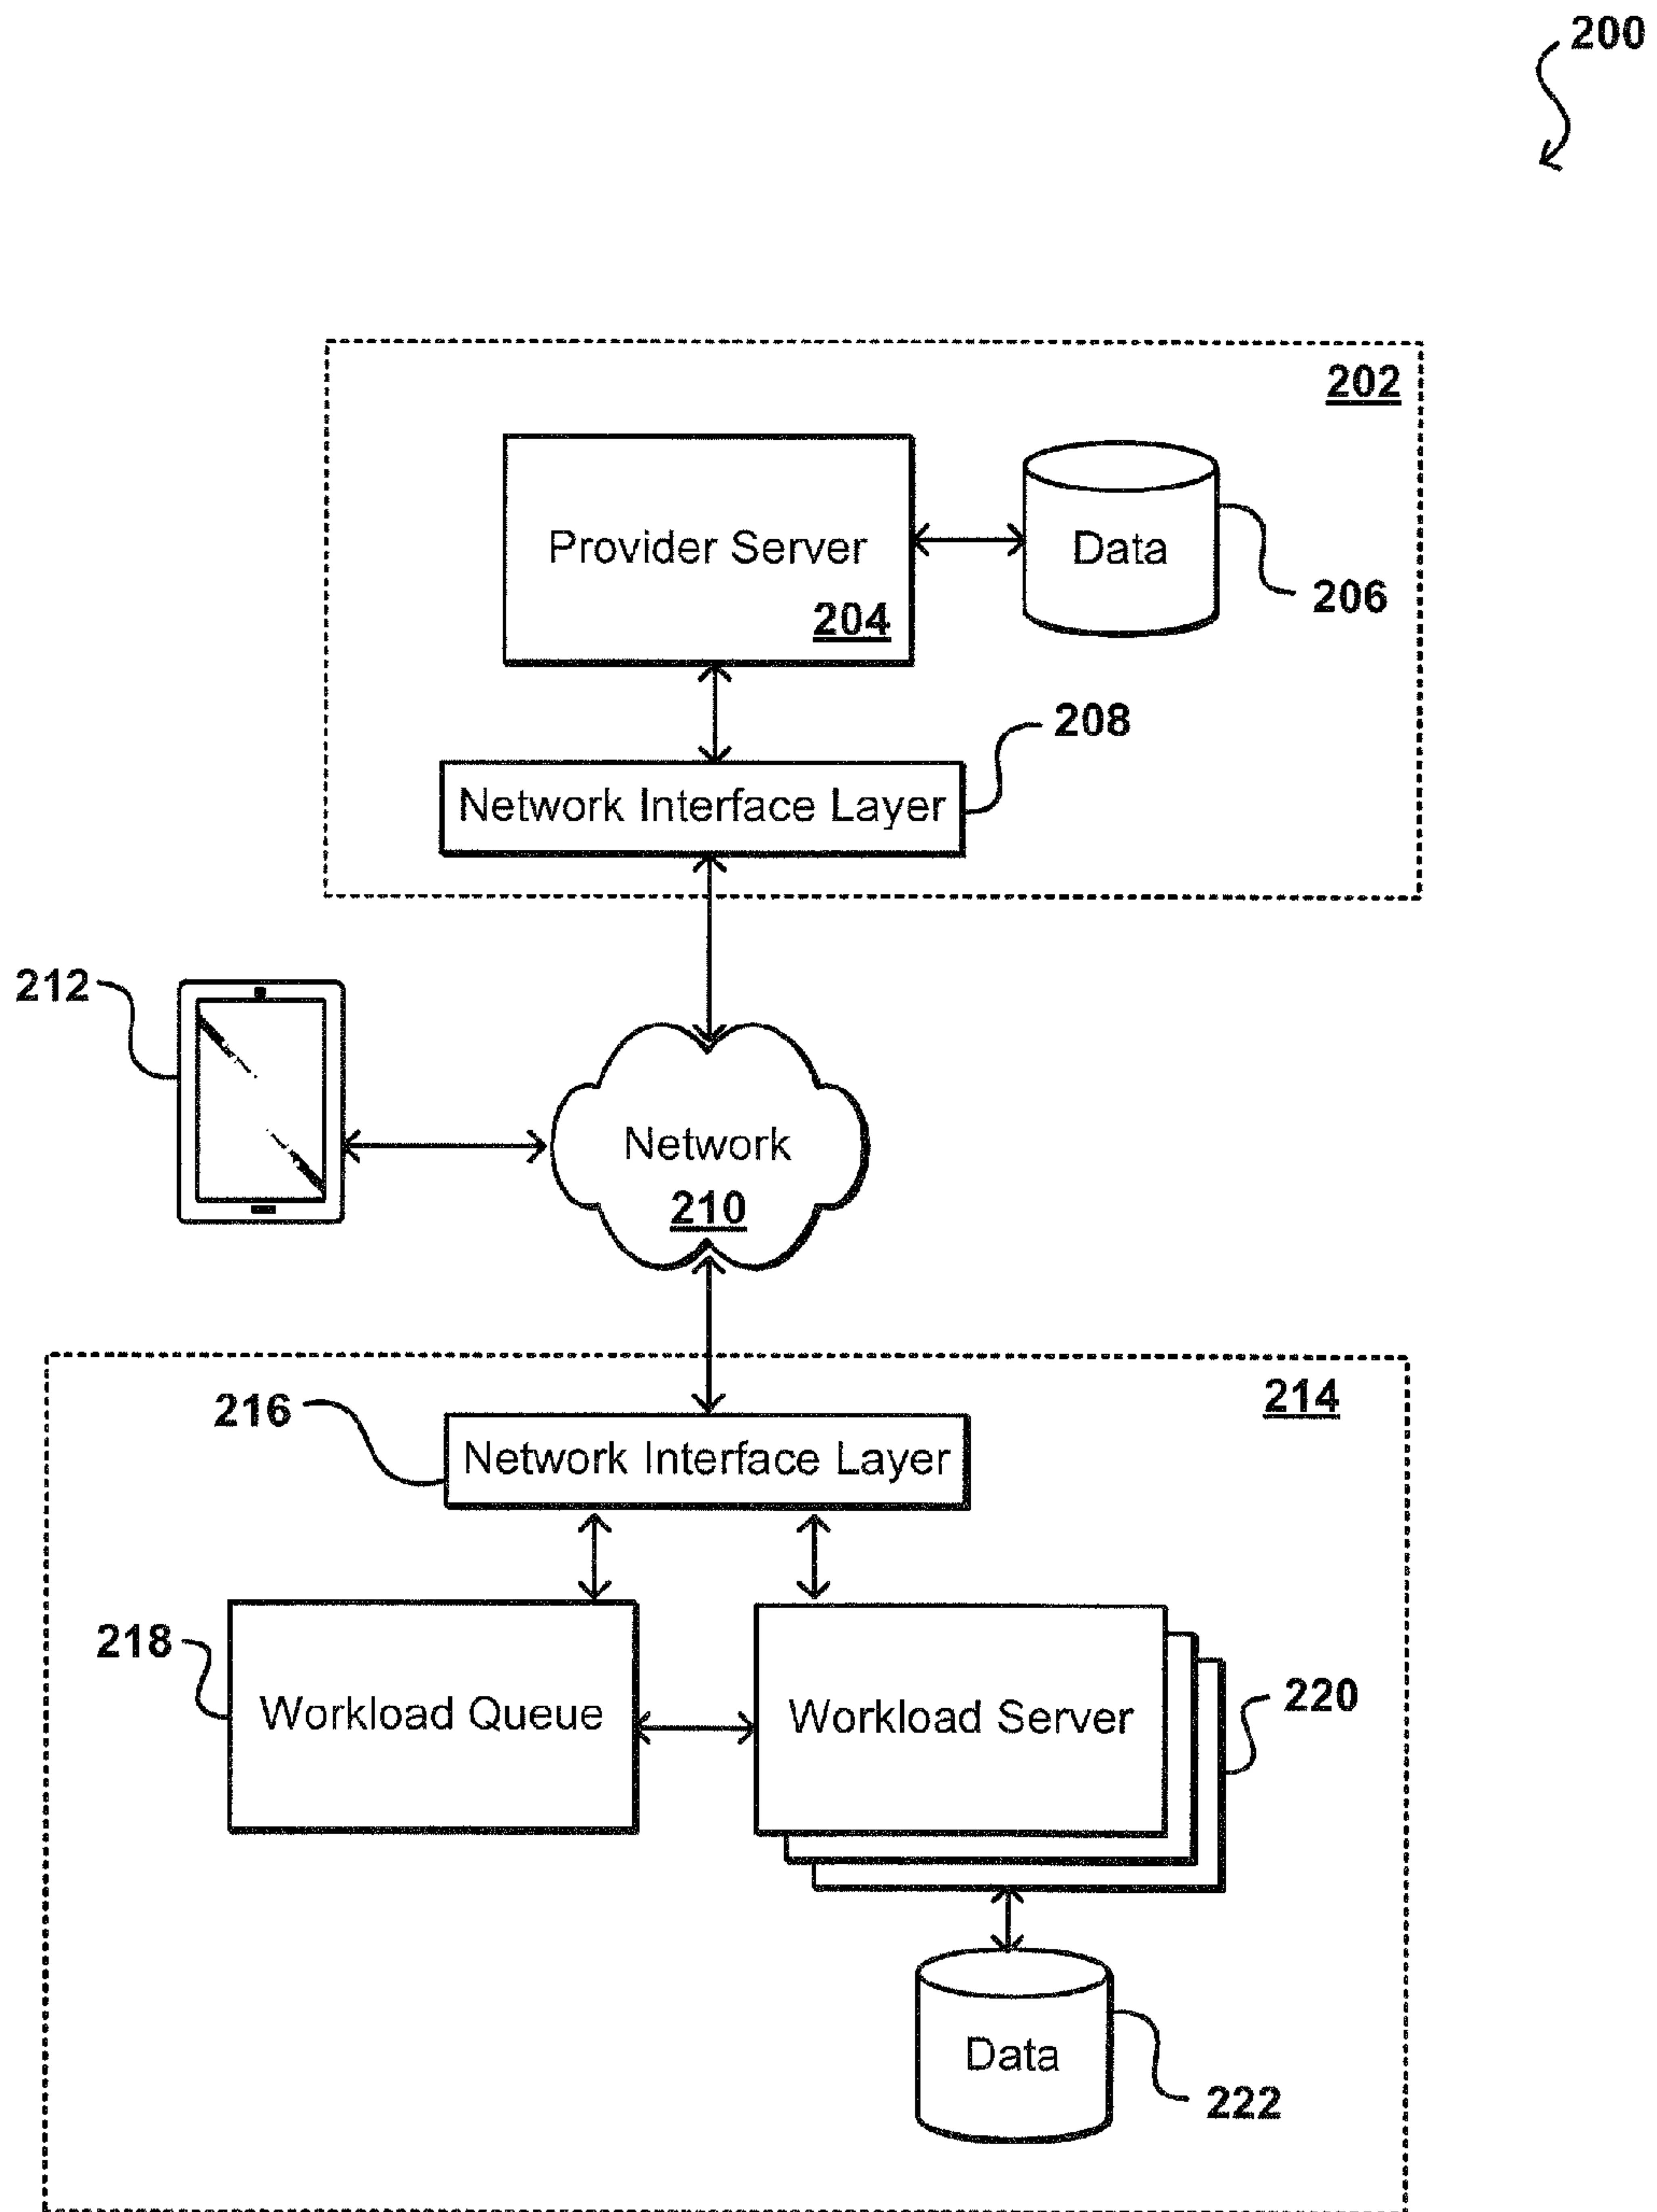 200
202
Provider Server
204
Data
206
208
Network Interface Layer
212
Network
210
214
216
Network Interface Layer
218
Workload Queue
Workload Server
220
Data
222